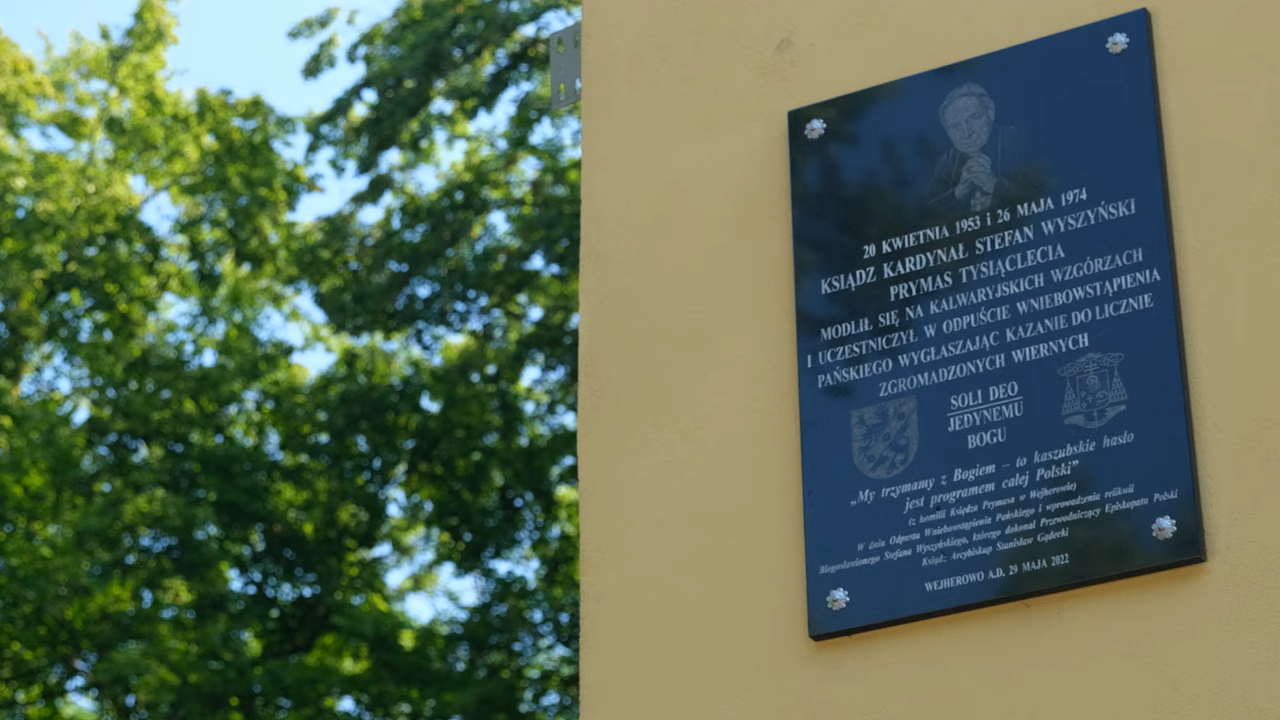 20 KWIETNIA 1953 i 26 MAJA 1974
KSIĄDZ KARDYNAŁ STEFAN WYSZYŃSKI
PRYMAS TYSIĄCLECIA
MODLIŁ SIĘ NA KALWARYJSKICH WZGÓRZACH
I UCZESTNICZYŁ W ODPUŚCIE WNIEBOWSTĄPIENIA
PAŃSKIEGO WYGŁASZAJĄC KAZANIE DO LICZNIE
ZGROMADZONYCH WIERNYCH
SOLI DEO
JEDYNEMU
BOGU
„My trzymamy z Bogiem – to kaszubskie hasło
jest programem całej Polski”
(z homilii Księdza Prymasa w Wejherowie)
W dniu Odpustu Wniebowstąpienia Pańskiego i wprowadzenia relikwii
Błogosławionego Stefana Wyszyńskiego, którego dokonał Przewodniczący Episkopatu Polski
Ksiądz Arcybiskup Stanisław Gądecki
WEJHEROWO A.D. 29 MAJA 2022